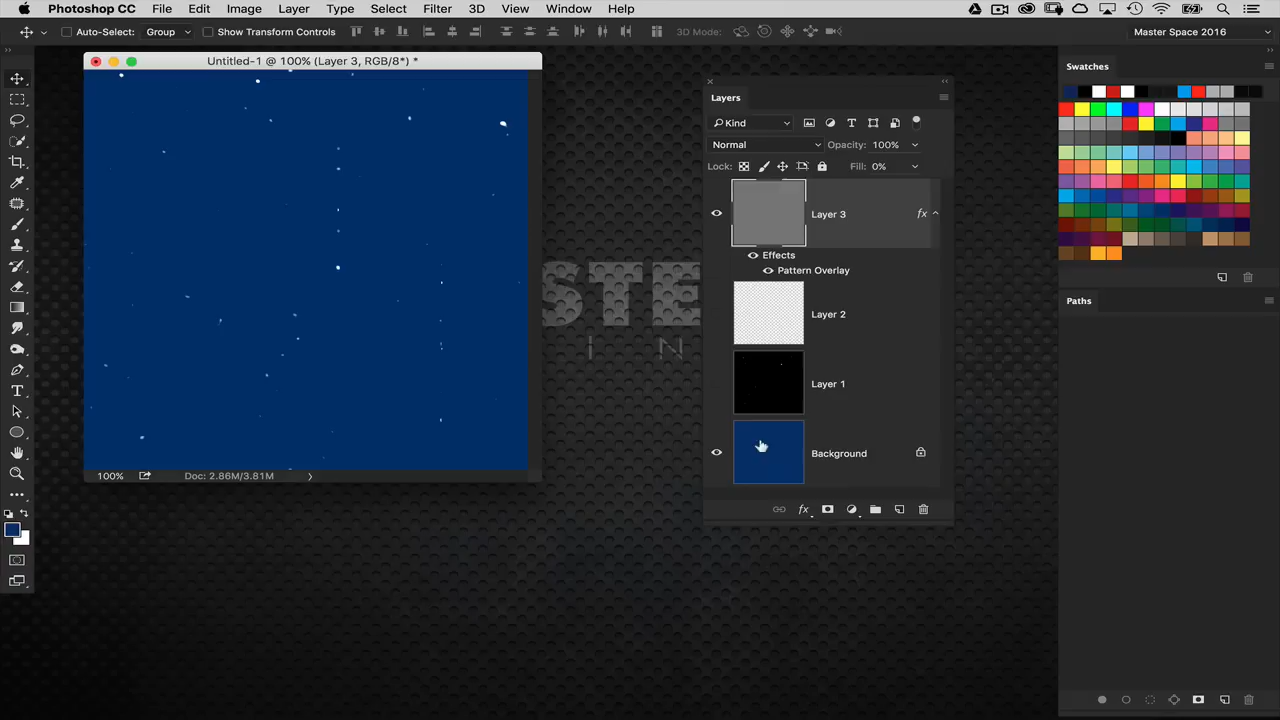 Photoshop CC File Edit Image Layer Type Select Filter 3D View Window Help
Auto-Select: Group Show Transform Controls 3D Mode: Master Space 2016
Untitled-1 @ 100% (Layer 3, RGB/8*) *
Swatches
Layers
Kind
Normal Opacity: 100%
Lock: Fill: 0%
Layer 3 fx
Effects
Pattern Overlay
STE
I N
Paths
Layer 2
Layer 1
Background
100% Doc: 2.86M/3.81M
fx